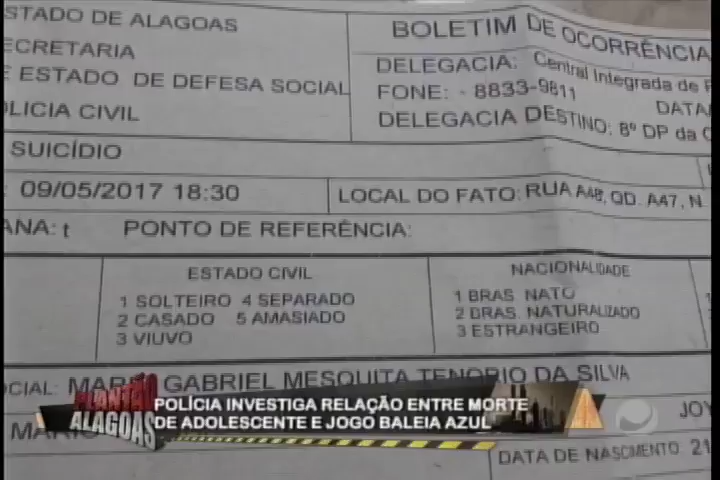 STADO DE ALAGOAS
ECRETARIA
E ESTADO DE DEFESA SOCIAL
OLICIA CIVIL
BOLETIM DE OCORRÊNCIA
DELEGACIA: Central Integrada de P
FONE: - 8833-9811
DATA
DELEGACIA DESTINO: 8º DP da C
SUICÍDIO
: 09/05/2017 18:30
LOCAL DO FATO: RUA A48, QD. A47, N.
ANA: t PONTO DE REFERÊNCIA:
ESTADO CIVIL
1 SOLTEIRO 4 SEPARADO
2 CASADO 5 AMASIADO
3 VIUVO
NACIONALIDADE
1 BRAS NATO
2 BRAS. NATURALIZADO
3 ESTRANGEIRO
OCIAL: GABRIEL MESQUITA TENORIO DA SILVA
JOY
DATA DE NASCIMENTO: 21
PLANTÃO
ALAGOAS
POLÍCIA INVESTIGA RELAÇÃO ENTRE MORTE
DE ADOLESCENTE E JOGO BALEIA AZUL